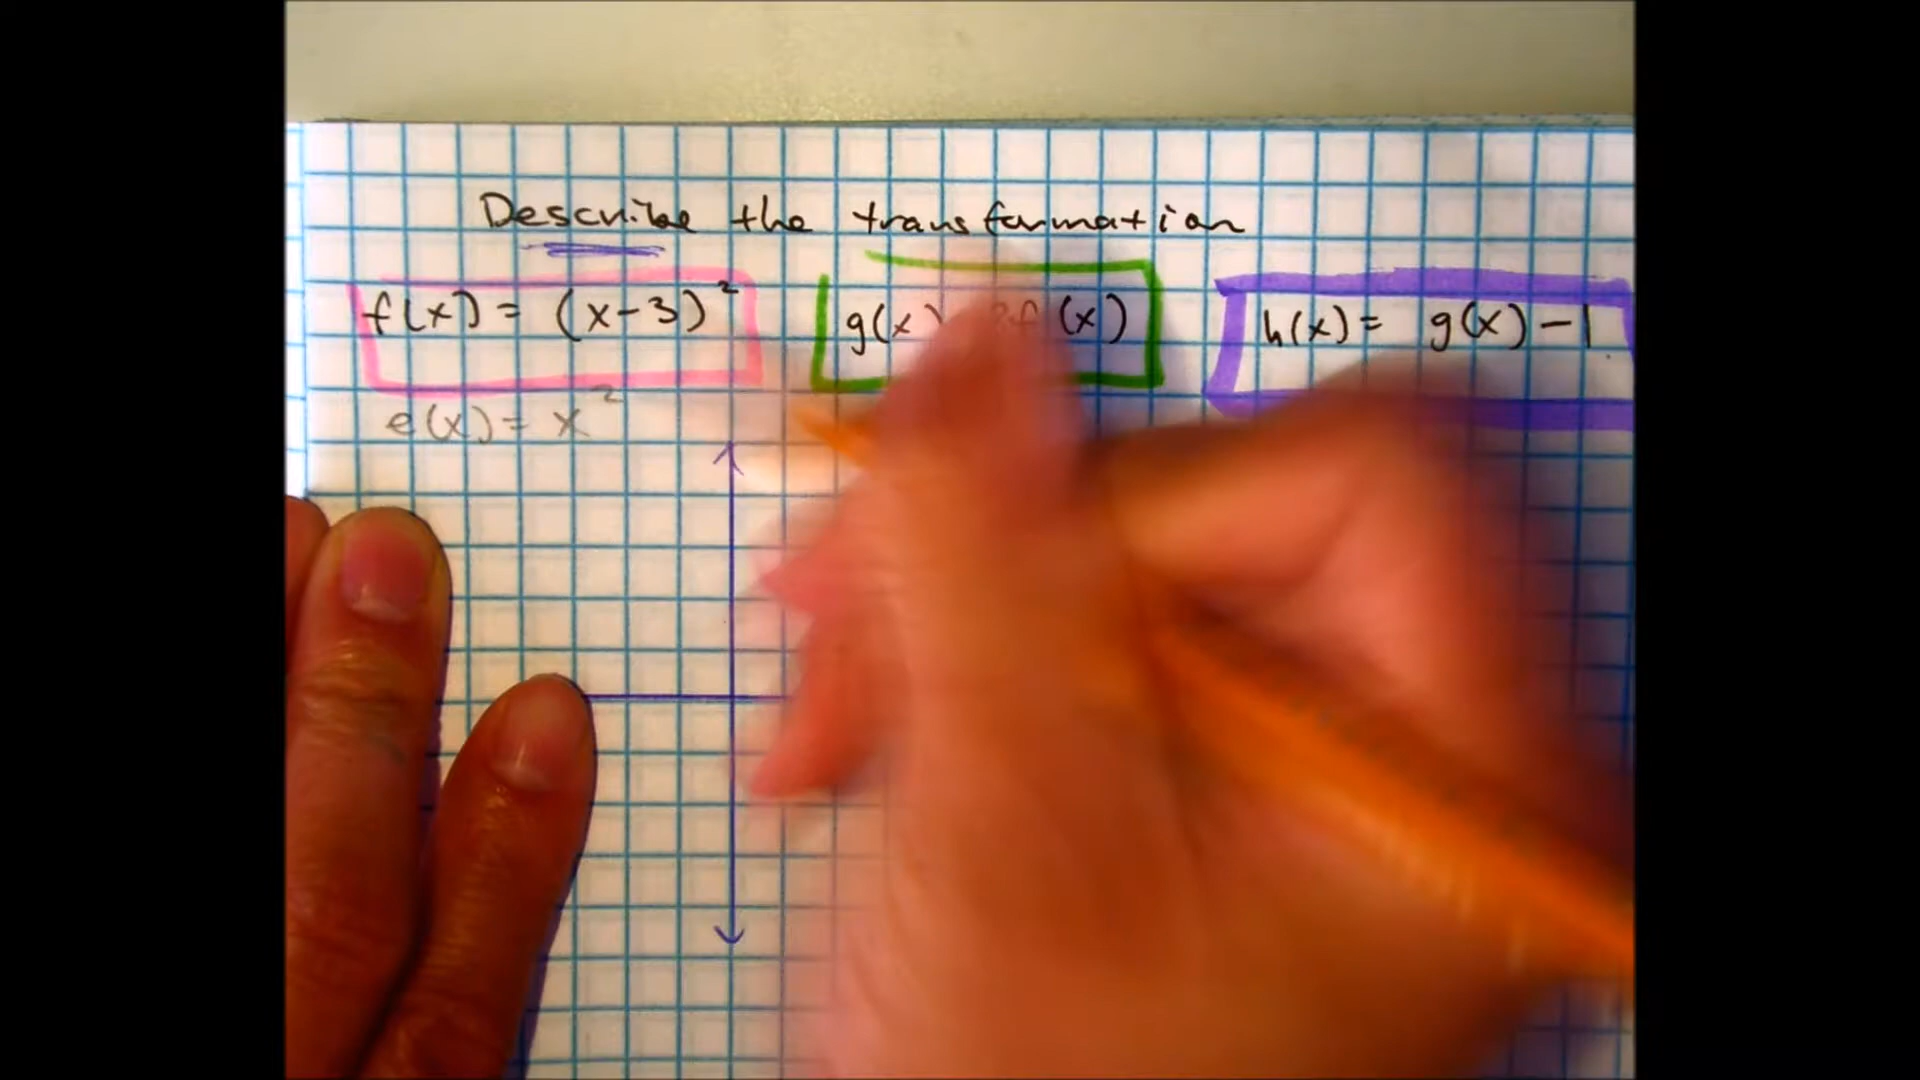 Describe the transformation
f(x) = (x-3)² g(x) f(x) h(x) = g(x) - 1
e(x) = x²